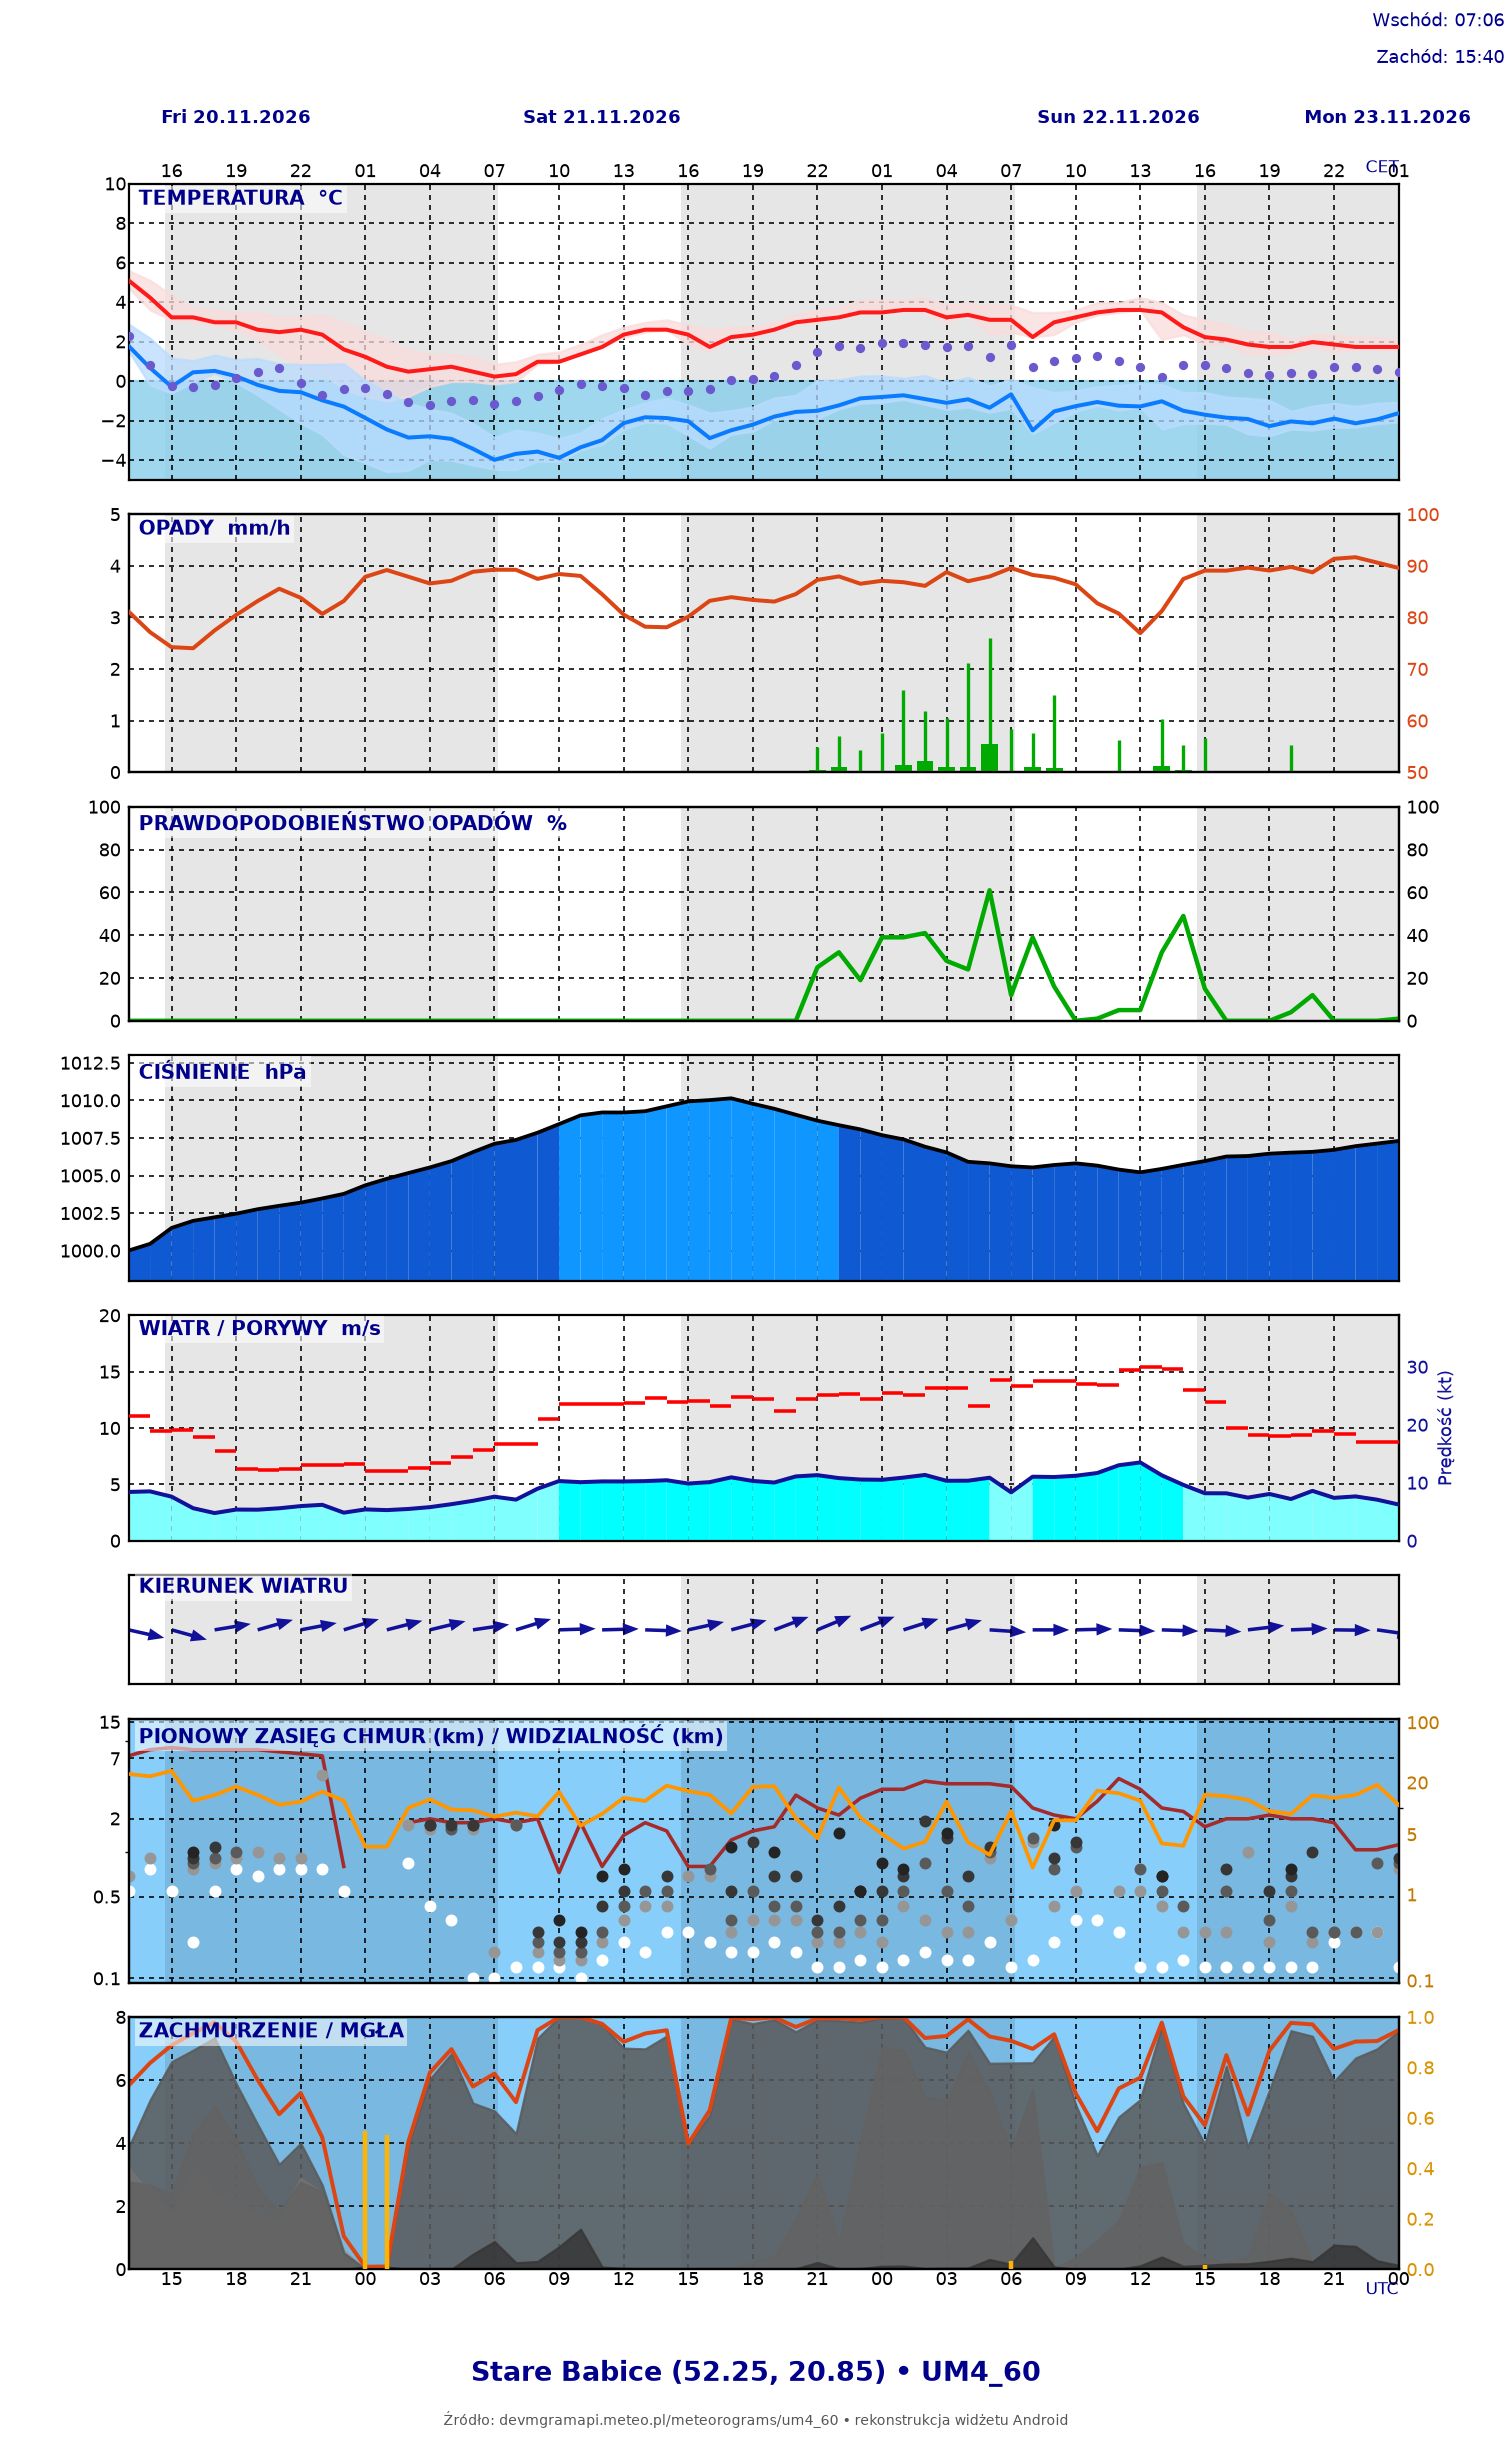 Wschód: 07:06
Zachód: 15:40
Fri 20.11.2026 Sat 21.11.2026 Sun 22.11.2026 Mon 23.11.2026
CET
16 19 22 01 04 07 10 13 16 19 22 01 04 07 10 13 16 19 22 01
TEMPERATURA °C
10
8
6
4
2
0
−2
−4
OPADY mm/h
5 100
4 90
3 80
2 70
1 60
0 50
PRAWDOPODOBIEŃSTWO OPADÓW %
100 100
80 80
60 60
40 40
20 20
0 0
CIŚNIENIE hPa
1012.5
1010.0
1007.5
1005.0
1002.5
1000.0
WIATR / PORYWY m/s
20
15 30
10 20
5 10
0 0
Prędkość (kt)
KIERUNEK WIATRU
PIONOWY ZASIĘG CHMUR (km) / WIDZIALNOŚĆ (km)
15 100
7 20
2 5
0.5 1
0.1 0.1
ZACHMURZENIE / MGŁA
8 1.0
0.8
6 0.6
4 0.4
2 0.2
0 0.0
15 18 21 00 03 06 09 12 15 18 21 00 03 06 09 12 15 18 21 00
UTC
Stare Babice (52.25, 20.85) • UM4_60
Źródło: devmgramapi.meteo.pl/meteorograms/um4_60 • rekonstrukcja widżetu Android